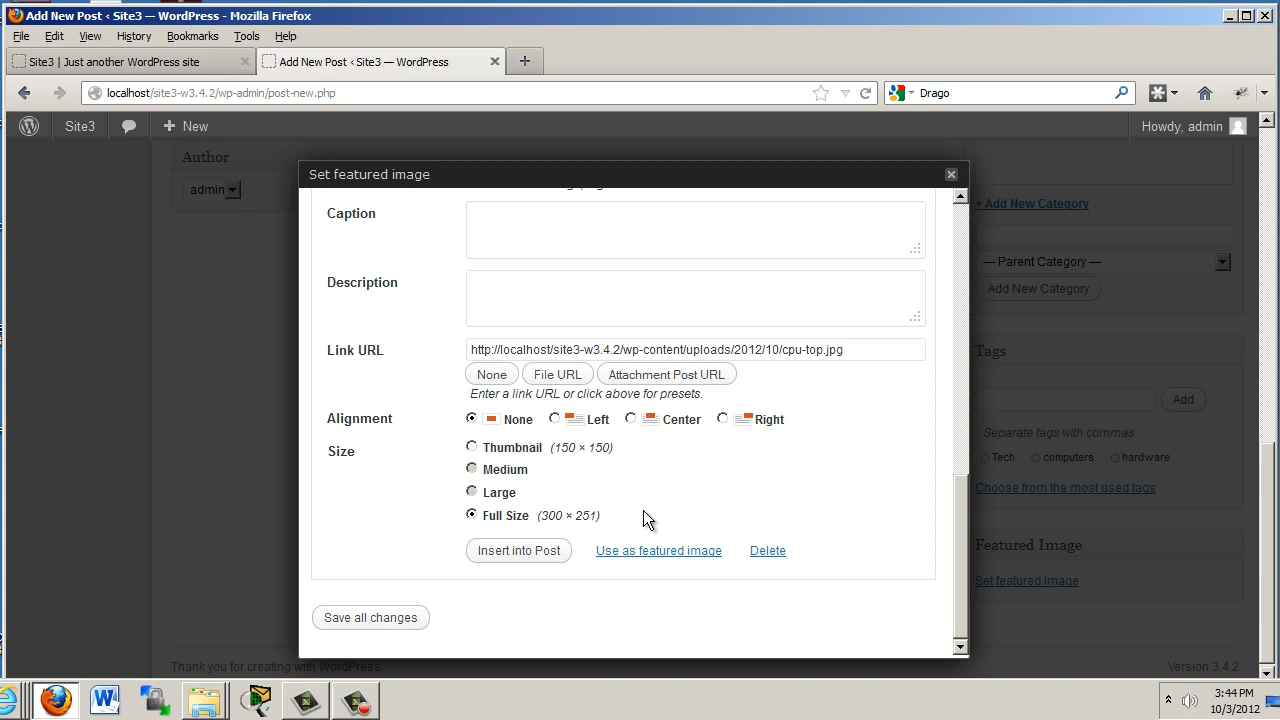 Add New Post ‹ Site3 — WordPress - Mozilla Firefox
File Edit View History Bookmarks Tools Help
Site3 | Just another WordPress site
Add New Post ‹ Site3 — WordPress
localhost/site3-w3.4.2/wp-admin/post-new.php
Drago
Site3 New Howdy, admin
Author
admin
Set featured image
Caption
Description
Link URL http://localhost/site3-w3.4.2/wp-content/uploads/2012/10/cpu-top.jpg
None File URL Attachment Post URL
Enter a link URL or click above for presets.
Alignment None Left Center Right
Size Thumbnail (150 × 150)
Medium
Large
Full Size (300 × 251)
Insert into Post Use as featured image Delete
Save all changes
+ Add New Category
— Parent Category —
Add New Category
Tags
Add
Separate tags with commas
Tech computers hardware
Choose from the most used tags
Featured Image
Set featured image
Thank you for creating with WordPress.
Version 3.4.2
3:44 PM
10/3/2012